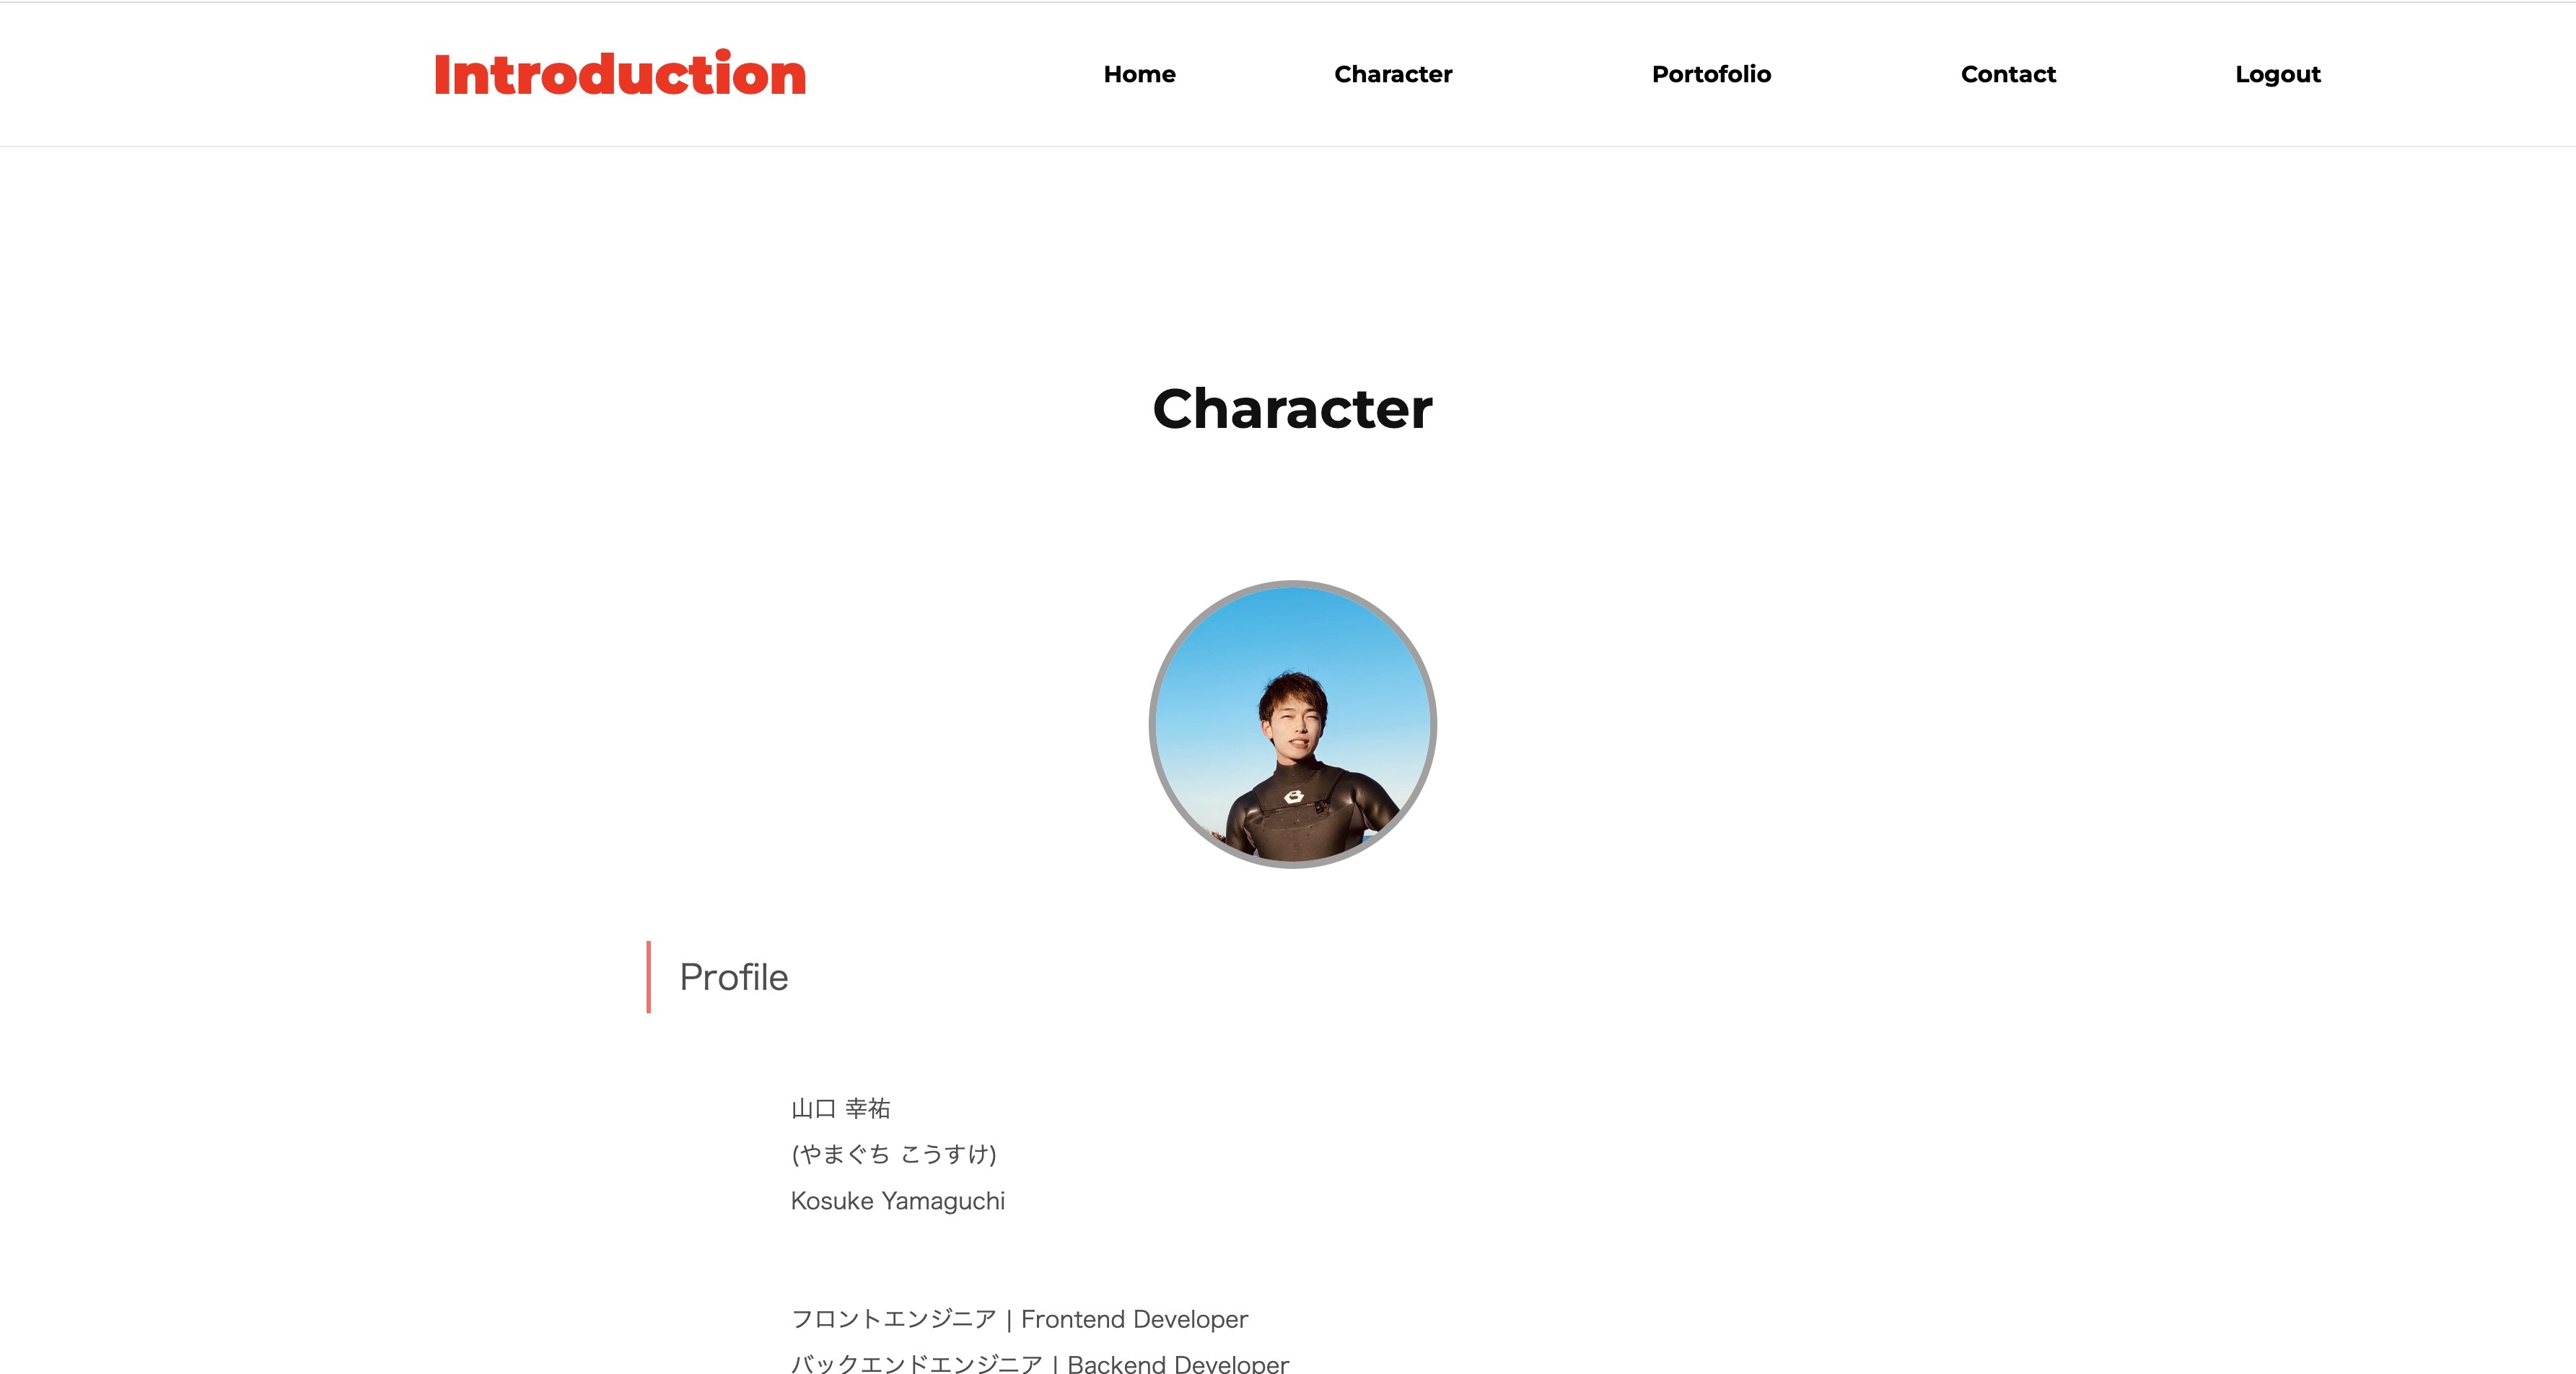 Introduction
Home Character Portofolio Contact Logout
Character
Profile
山口 幸祐
(やまぐち こうすけ)
Kosuke Yamaguchi
フロントエンジニア | Frontend Developer
バックエンドエンジニア | Backend Developer